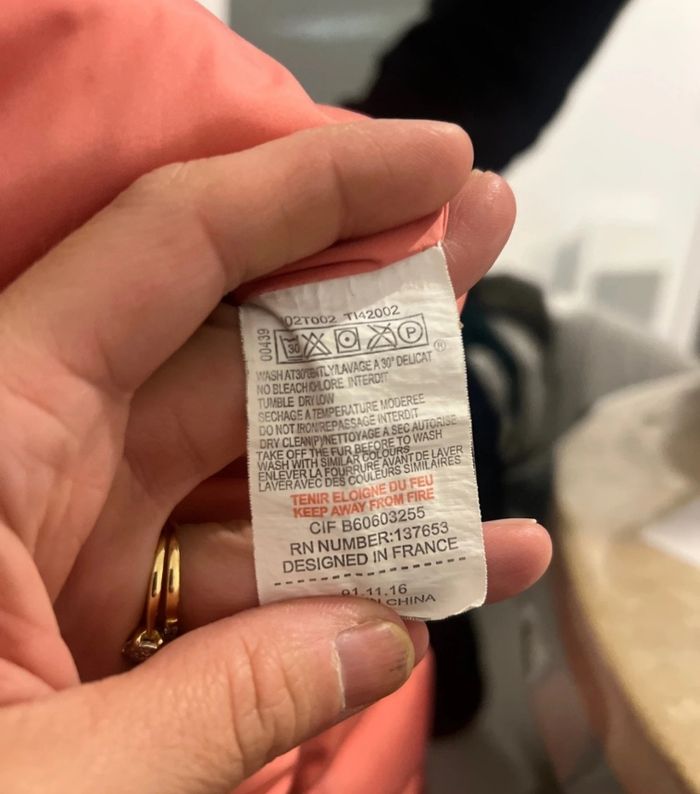 02T002 TI42002
00439
30 P
®
WASH AT30°GENTLY/LAVAGE A 30° DELICAT
NO BLEACH/CHLORE INTERDIT
TUMBLE DRY LOW
SECHAGE A TEMPERATURE MODEREE
DO NOT IRON/REPASSAGE INTERDIT
DRY CLEAN(P)/NETTOYAGE A SEC AUTORISE
TAKE OFF THE FUR BEFORE TO WASH
WASH WITH SIMILAR COLOURS
ENLEVER LA FOURRURE AVANT DE LAVER
LAVER AVEC DES COULEURS SIMILAIRES
TENIR ELOIGNE DU FEU
KEEP AWAY FROM FIRE
CIF B60603255
RN NUMBER:137653
DESIGNED IN FRANCE
91.11.16
CHINA